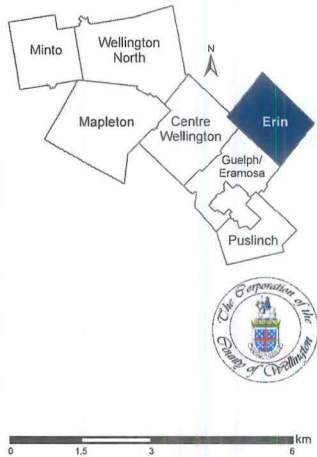 Minto
Wellington
North
N
Mapleton
Centre
Wellington
Erin
Guelph/
Eramosa
Puslinch
The Corporation of the
County of Wellington
km
0 1.5 3 6